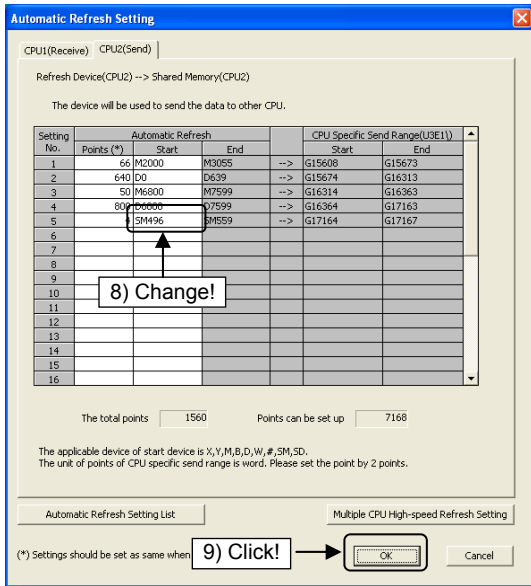 Automatic Refresh Setting
CPU1(Receive) CPU2(Send)
Refresh Device(CPU2) --> Shared Memory(CPU2)
The device will be used to send the data to other CPU.
Setting No. Automatic Refresh CPU Specific Send Range(U3E1\)
Points (*) Start End Start End
1 66 M2000 M3055 --> G15608 G15673
2 640 D0 D639 --> G15674 G16313
3 50 M6800 M7599 --> G16314 G16363
4 800 D6800 D7599 --> G16364 G17163
5 4 SM496 SM559 --> G17164 G17167
6
7
8
9
10
11
12
13
14
15
16
8) Change!
The total points 1560 Points can be set up 7168
The applicable device of start device is X,Y,M,B,D,W,#,SM,SD.
The unit of points of CPU specific send range is word. Please set the point by 2 points.
Automatic Refresh Setting List Multiple CPU High-speed Refresh Setting
(*) Settings should be set as same when
9) Click!
OK Cancel